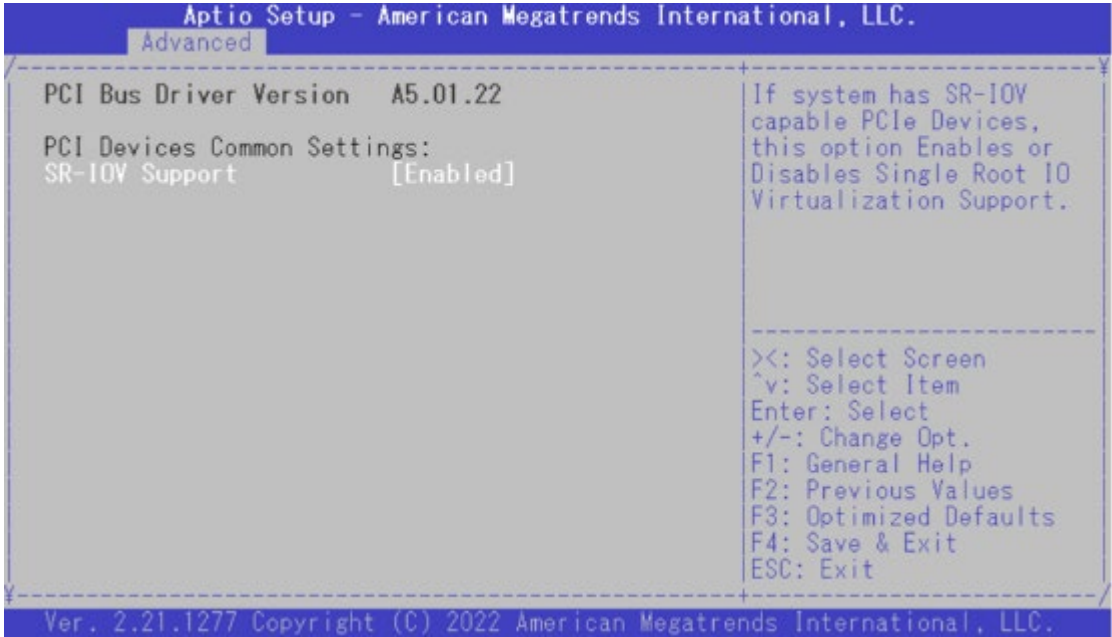 Aptio Setup - American Megatrends International, LLC.
Advanced
PCI Bus Driver Version A5.01.22
PCI Devices Common Settings:
SR-IOV Support [Enabled]
If system has SR-IOV
capable PCIe Devices,
this option Enables or
Disables Single Root IO
Virtualization Support.
><: Select Screen
^v: Select Item
Enter: Select
+/-: Change Opt.
F1: General Help
F2: Previous Values
F3: Optimized Defaults
F4: Save & Exit
ESC: Exit
Ver. 2.21.1277 Copyright (C) 2022 American Megatrends International, LLC.